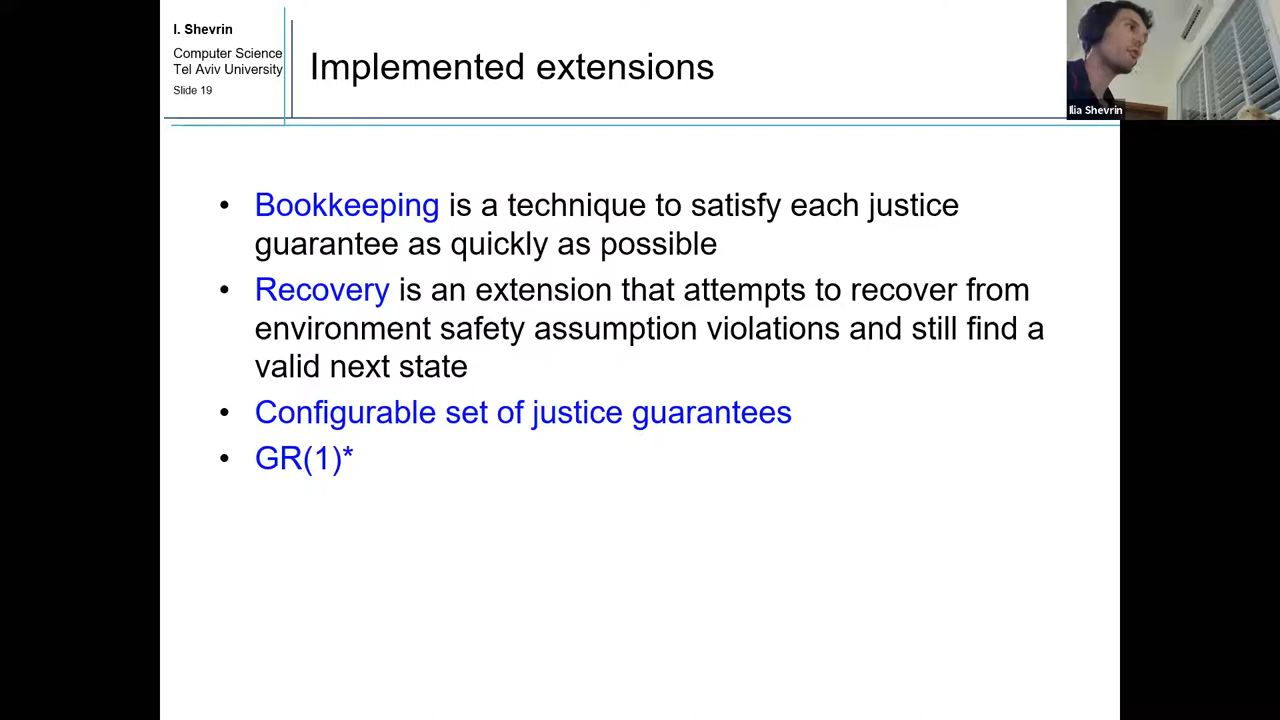 I. Shevrin
Computer Science
Tel Aviv University
Slide 19
Implemented extensions
Ilia Shevrin
• Bookkeeping is a technique to satisfy each justice
guarantee as quickly as possible
• Recovery is an extension that attempts to recover from
environment safety assumption violations and still find a
valid next state
• Configurable set of justice guarantees
• GR(1)*